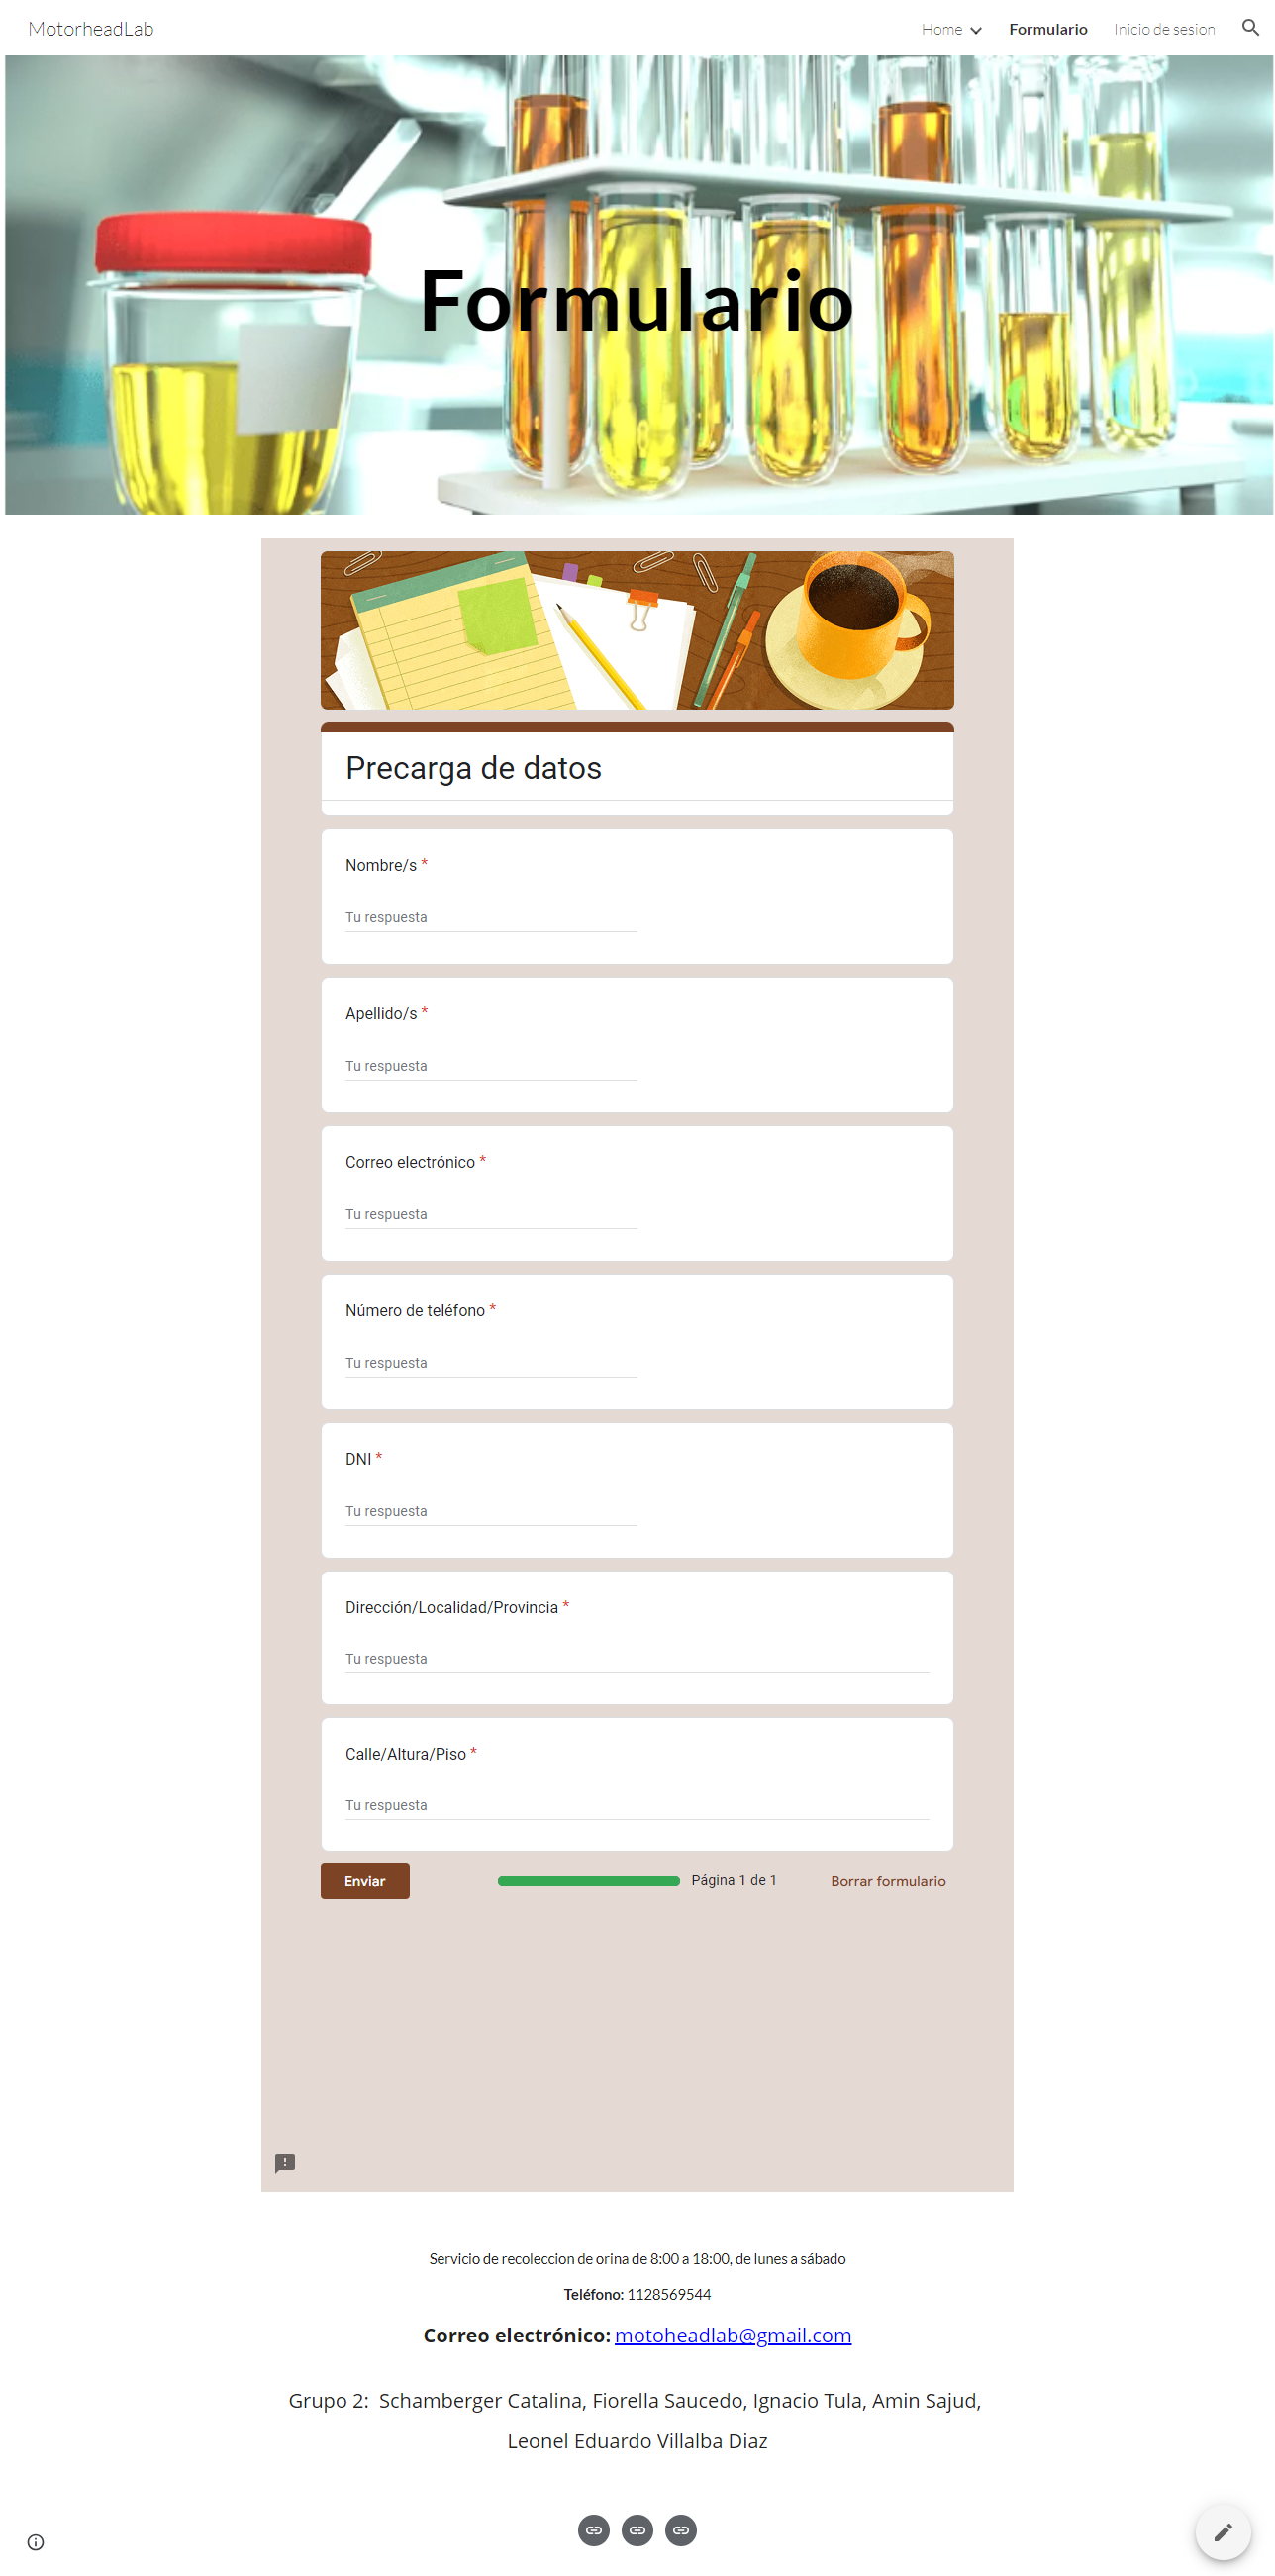 MotorheadLab
Home Formulario Inicio de sesion
Formulario
Precarga de datos
Nombre/s *
Tu respuesta
Apellido/s *
Tu respuesta
Correo electrónico *
Tu respuesta
Número de teléfono *
Tu respuesta
DNI *
Tu respuesta
Dirección/Localidad/Provincia *
Tu respuesta
Calle/Altura/Piso *
Tu respuesta
Enviar Página 1 de 1 Borrar formulario
Servicio de recoleccion de orina de 8:00 a 18:00, de lunes a sábado
Teléfono: 1128569544
Correo electrónico: motoheadlab@gmail.com
Grupo 2: Schamberger Catalina, Fiorella Saucedo, Ignacio Tula, Amin Sajud,
Leonel Eduardo Villalba Diaz